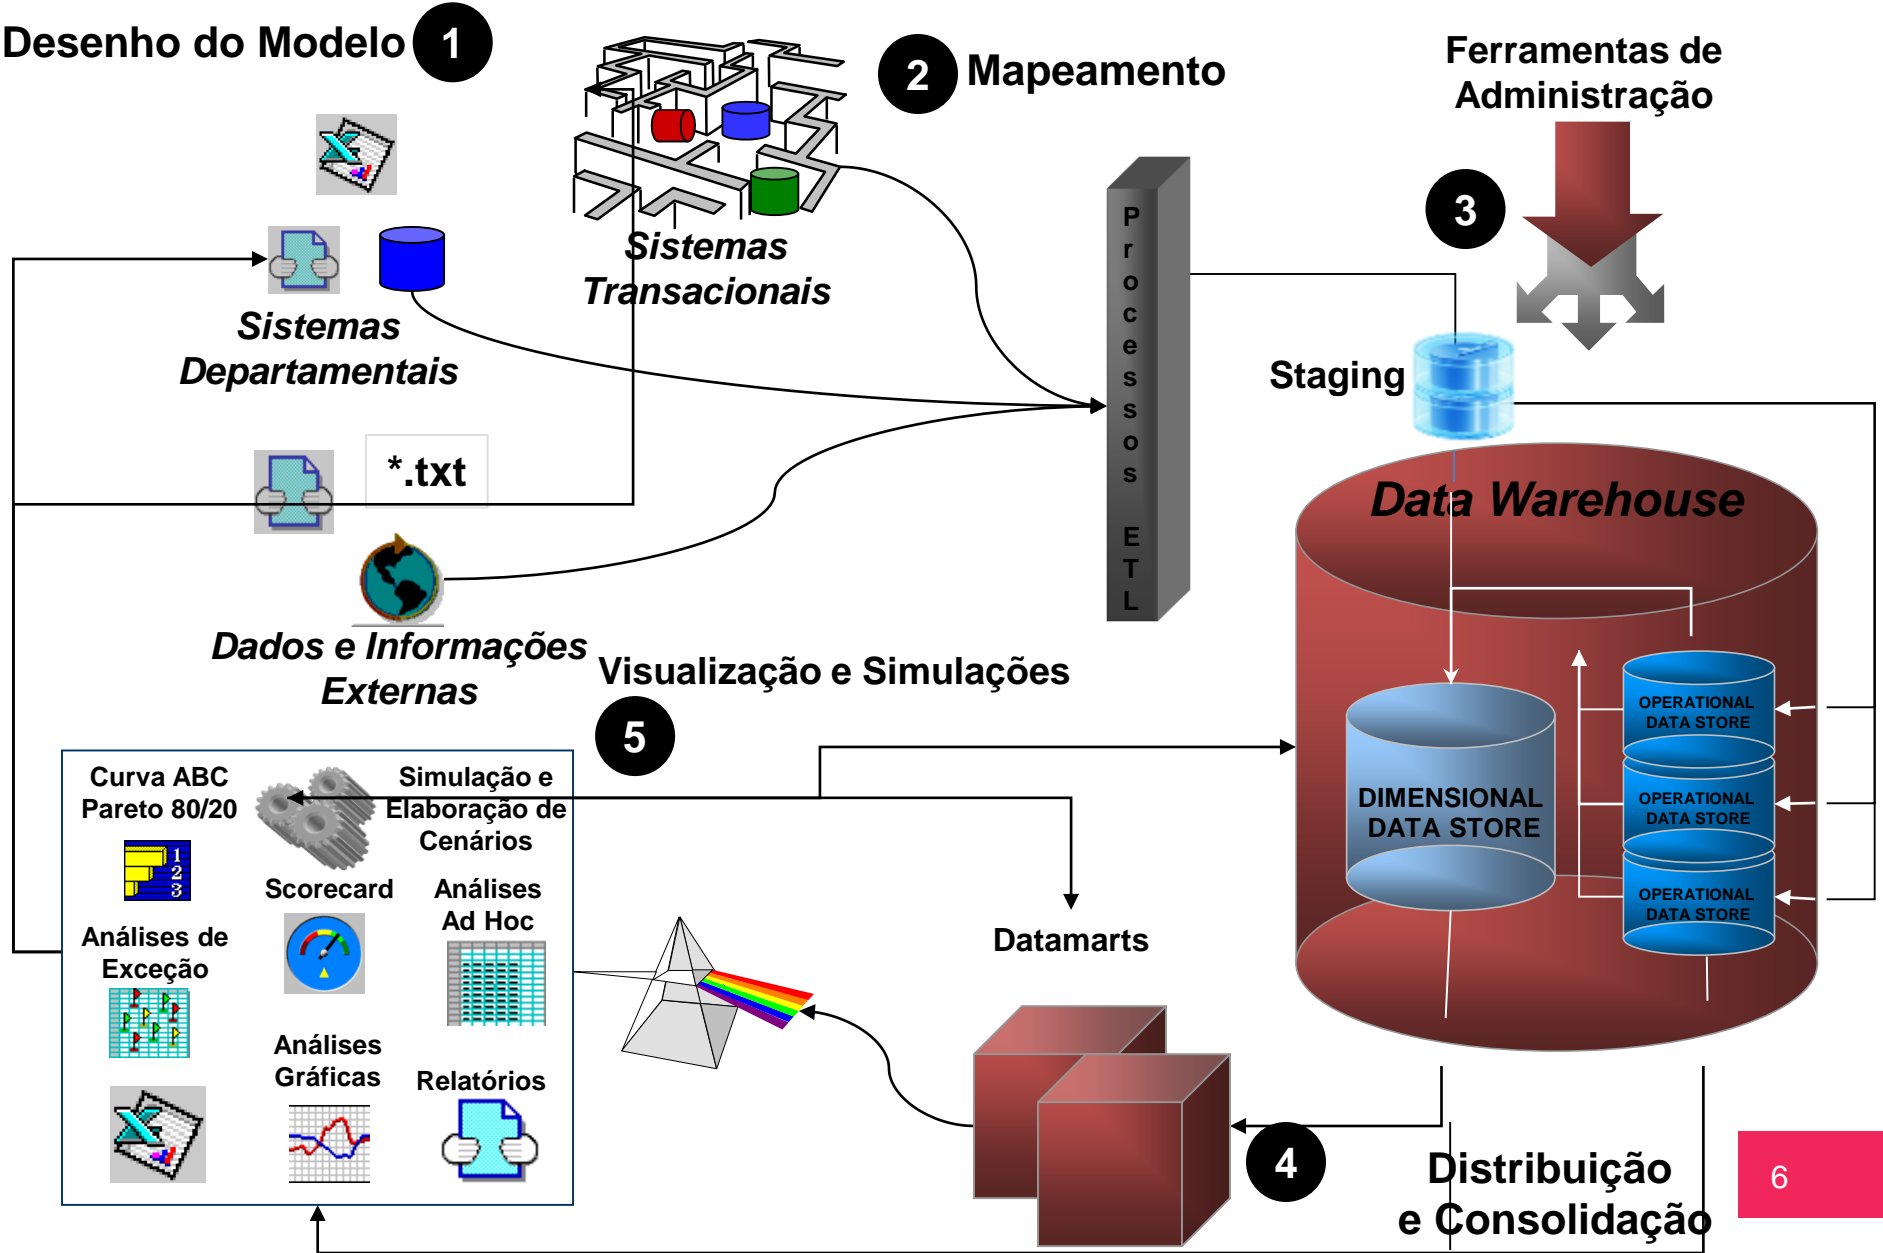 Desenho do Modelo
1
2
Mapeamento
Ferramentas de
Administração
3
Sistemas
Transacionais
Sistemas
Departamentais
*.txt
Dados e Informações
Externas
Processos ETL
Staging
Data Warehouse
DIMENSIONAL
DATA STORE
OPERATIONAL
DATA STORE
OPERATIONAL
DATA STORE
OPERATIONAL
DATA STORE
Visualização e Simulações
5
Curva ABC
Pareto 80/20
1
2
3
Simulação e
Elaboração de
Cenários
Scorecard
Análises
Ad Hoc
Análises de
Exceção
Análises
Gráficas
Relatórios
Datamarts
4
Distribuição
e Consolidação
6